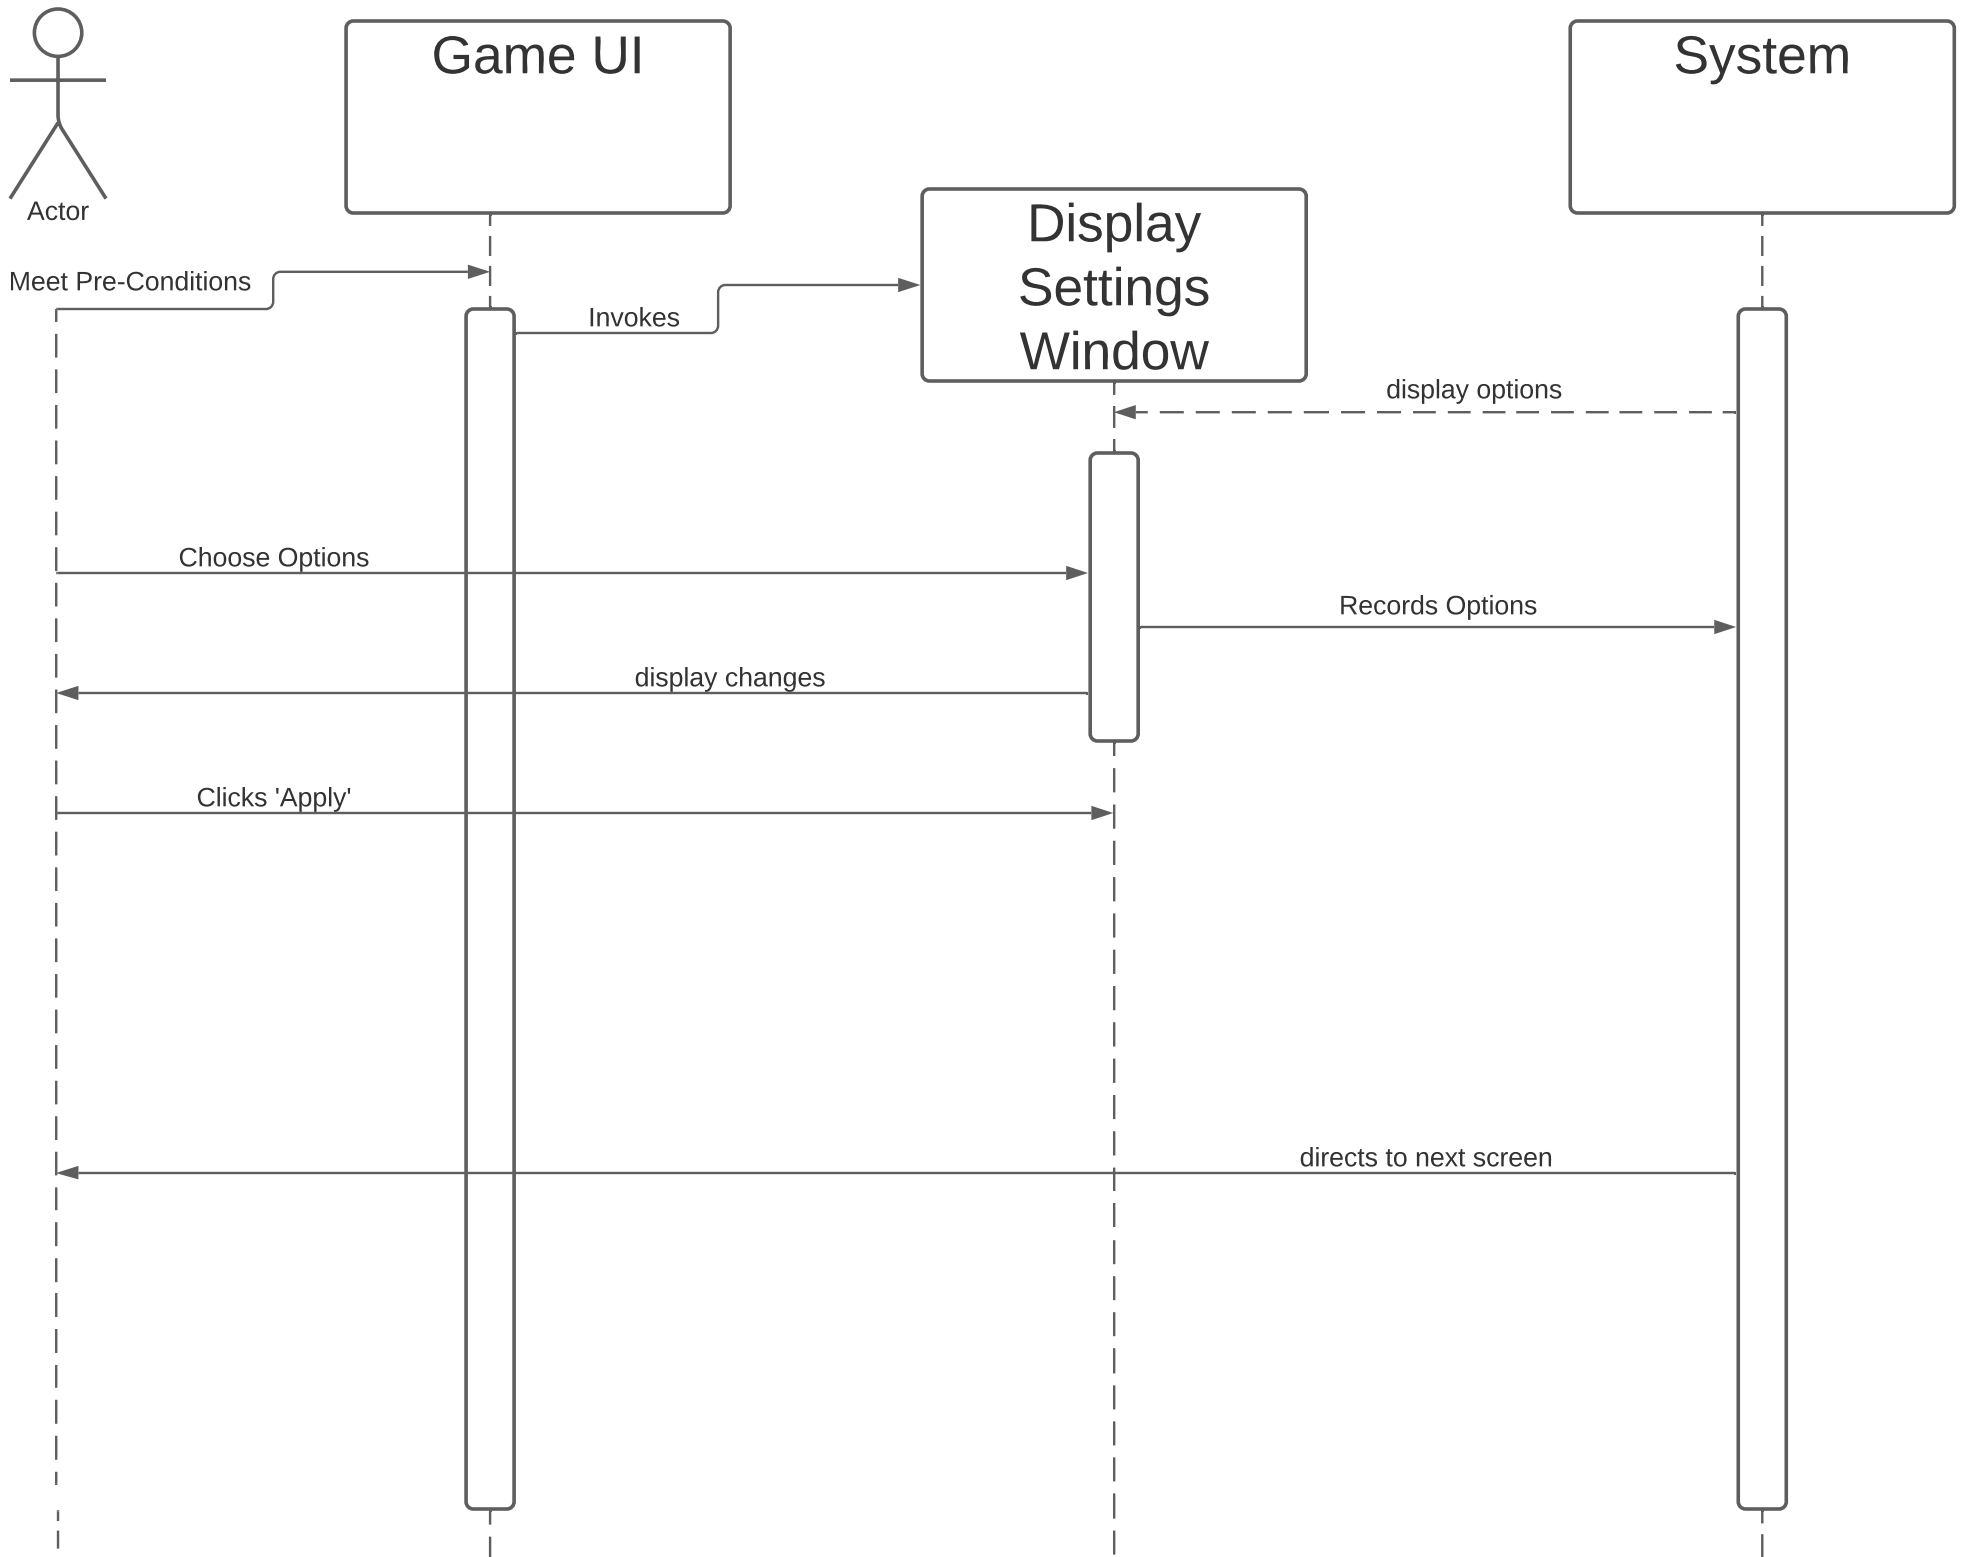 Game UI
System
Actor
Display
Settings
Window
Meet Pre-Conditions
Invokes
display options
Choose Options
Records Options
display changes
Clicks 'Apply'
directs to next screen